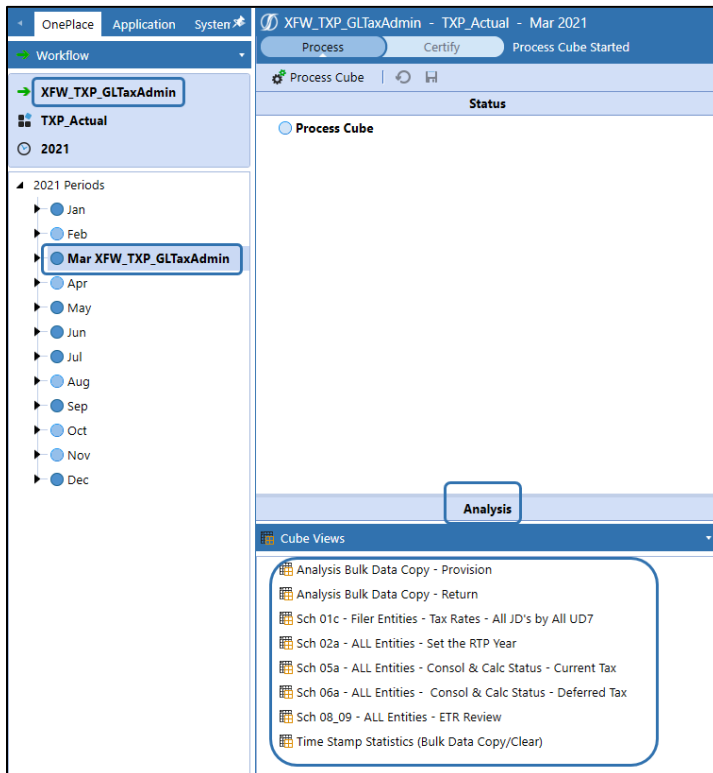 OnePlace Application System
Workflow
XFW_TXP_GLTaxAdmin
TXP_Actual
2021
2021 Periods
Jan
Feb
Mar XFW_TXP_GLTaxAdmin
Apr
May
Jun
Jul
Aug
Sep
Oct
Nov
Dec
XFW_TXP_GLTaxAdmin - TXP_Actual - Mar 2021
Process Certify Process Cube Started
Process Cube
Status
Process Cube
Analysis
Cube Views
Analysis Bulk Data Copy - Provision
Analysis Bulk Data Copy - Return
Sch 01c - Filer Entities - Tax Rates - All JD's by All UD7
Sch 02a - ALL Entities - Set the RTP Year
Sch 05a - ALL Entities - Consol & Calc Status - Current Tax
Sch 06a - ALL Entities - Consol & Calc Status - Deferred Tax
Sch 08_09 - ALL Entities - ETR Review
Time Stamp Statistics (Bulk Data Copy/Clear)